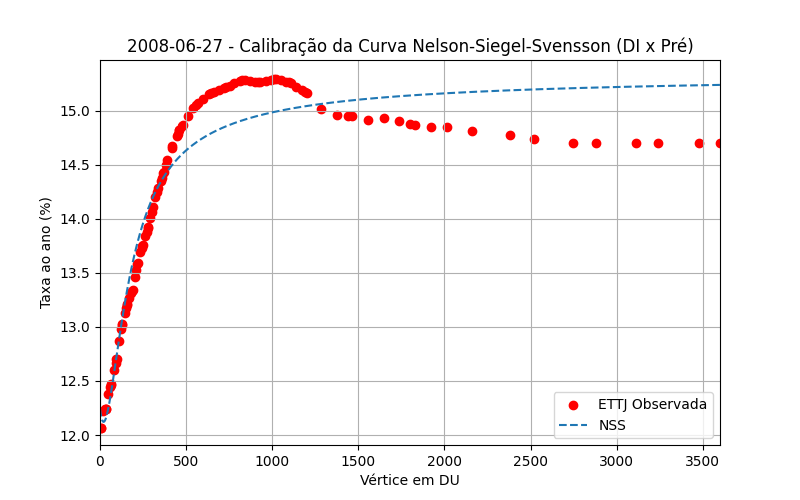 2008-06-27 - Calibração da Curva Nelson-Siegel-Svensson (DI x Pré)
Taxa ao ano (%)
15.0
14.5
14.0
13.5
13.0
12.5
12.0
0 500 1000 1500 2000 2500 3000 3500
Vértice em DU
ETTJ Observada
NSS